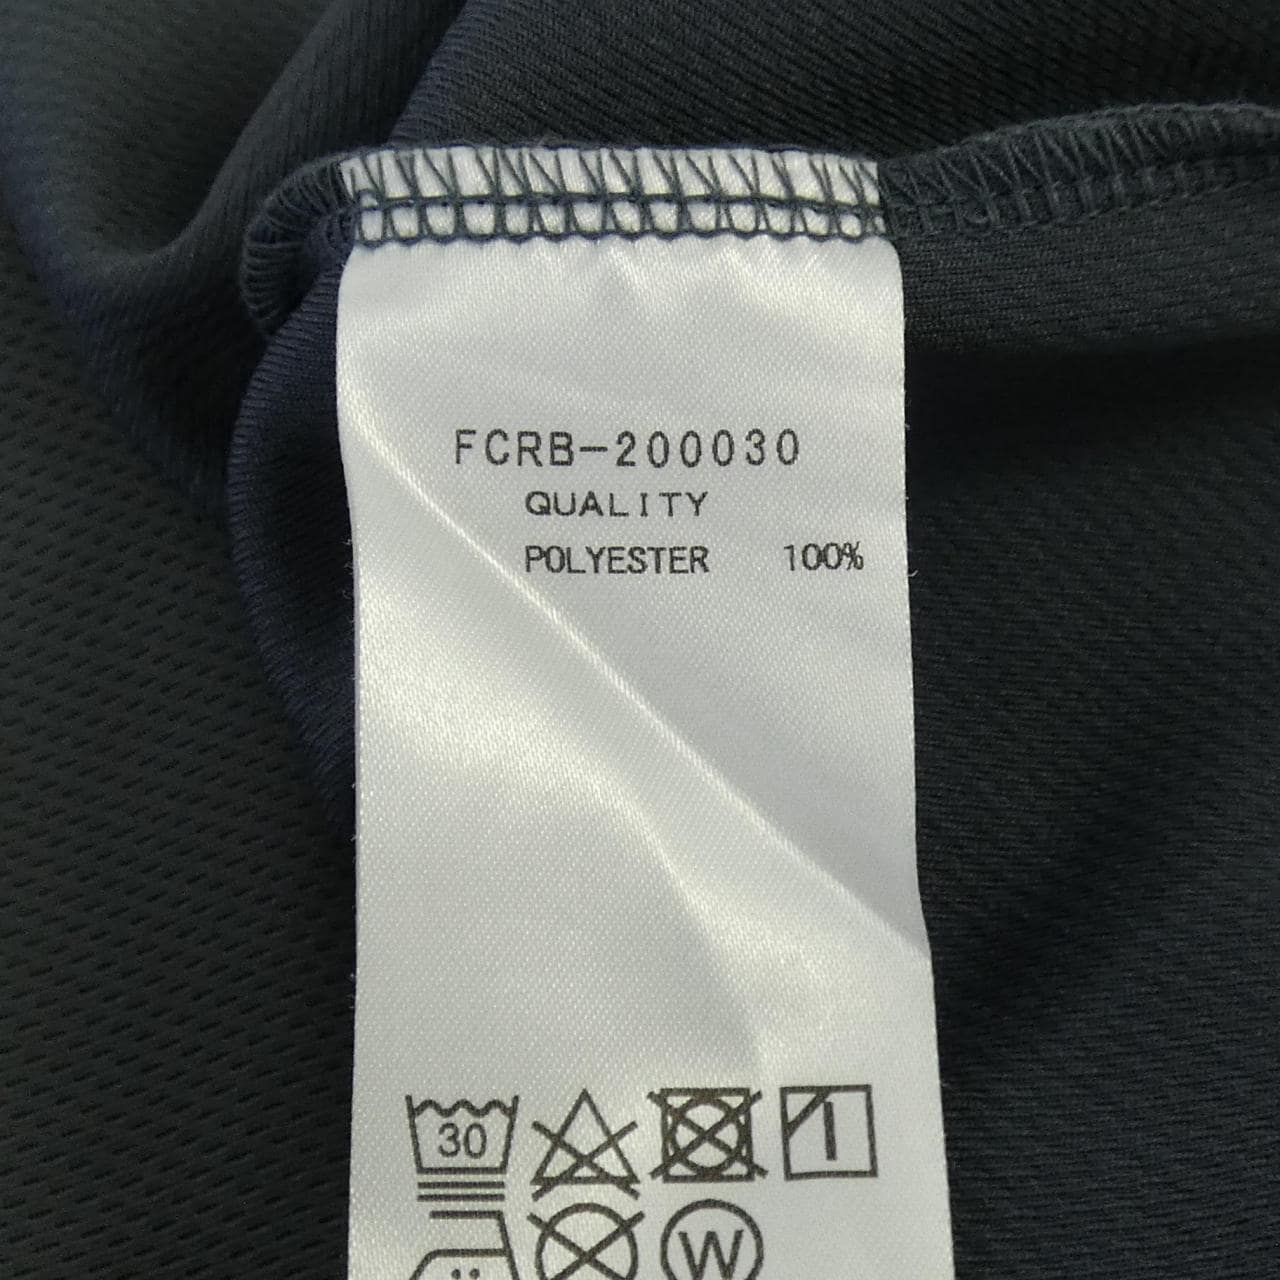 FCRB-200030
QUALITY
POLYESTER 100%
30
W